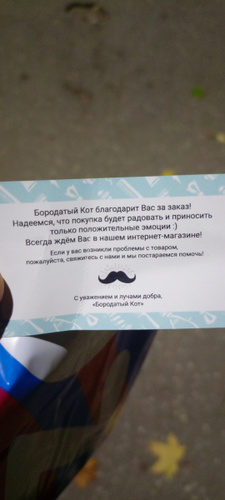 Бородатый Кот благодарит Вас за заказ!
Надеемся, что покупка будет радовать и приносить
только положительные эмоции :)
Всегда ждём Вас в нашем интернет-магазине!
Если у вас возникли проблемы с товаром,
пожалуйста, свяжитесь с нами и мы постараемся помочь!
С уважением и лучами добра,
«Бородатый Кот»